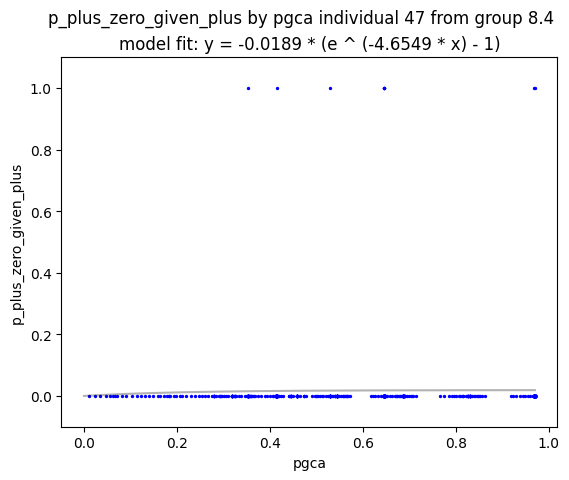 p_plus_zero_given_plus by pgca individual 47 from group 8.4
model fit: y = -0.0189 * (e ^ (-4.6549 * x) - 1)
1.0
0.8
0.6
0.4
0.2
0.0
p_plus_zero_given_plus
0.0 0.2 0.4 0.6 0.8 1.0
pgca